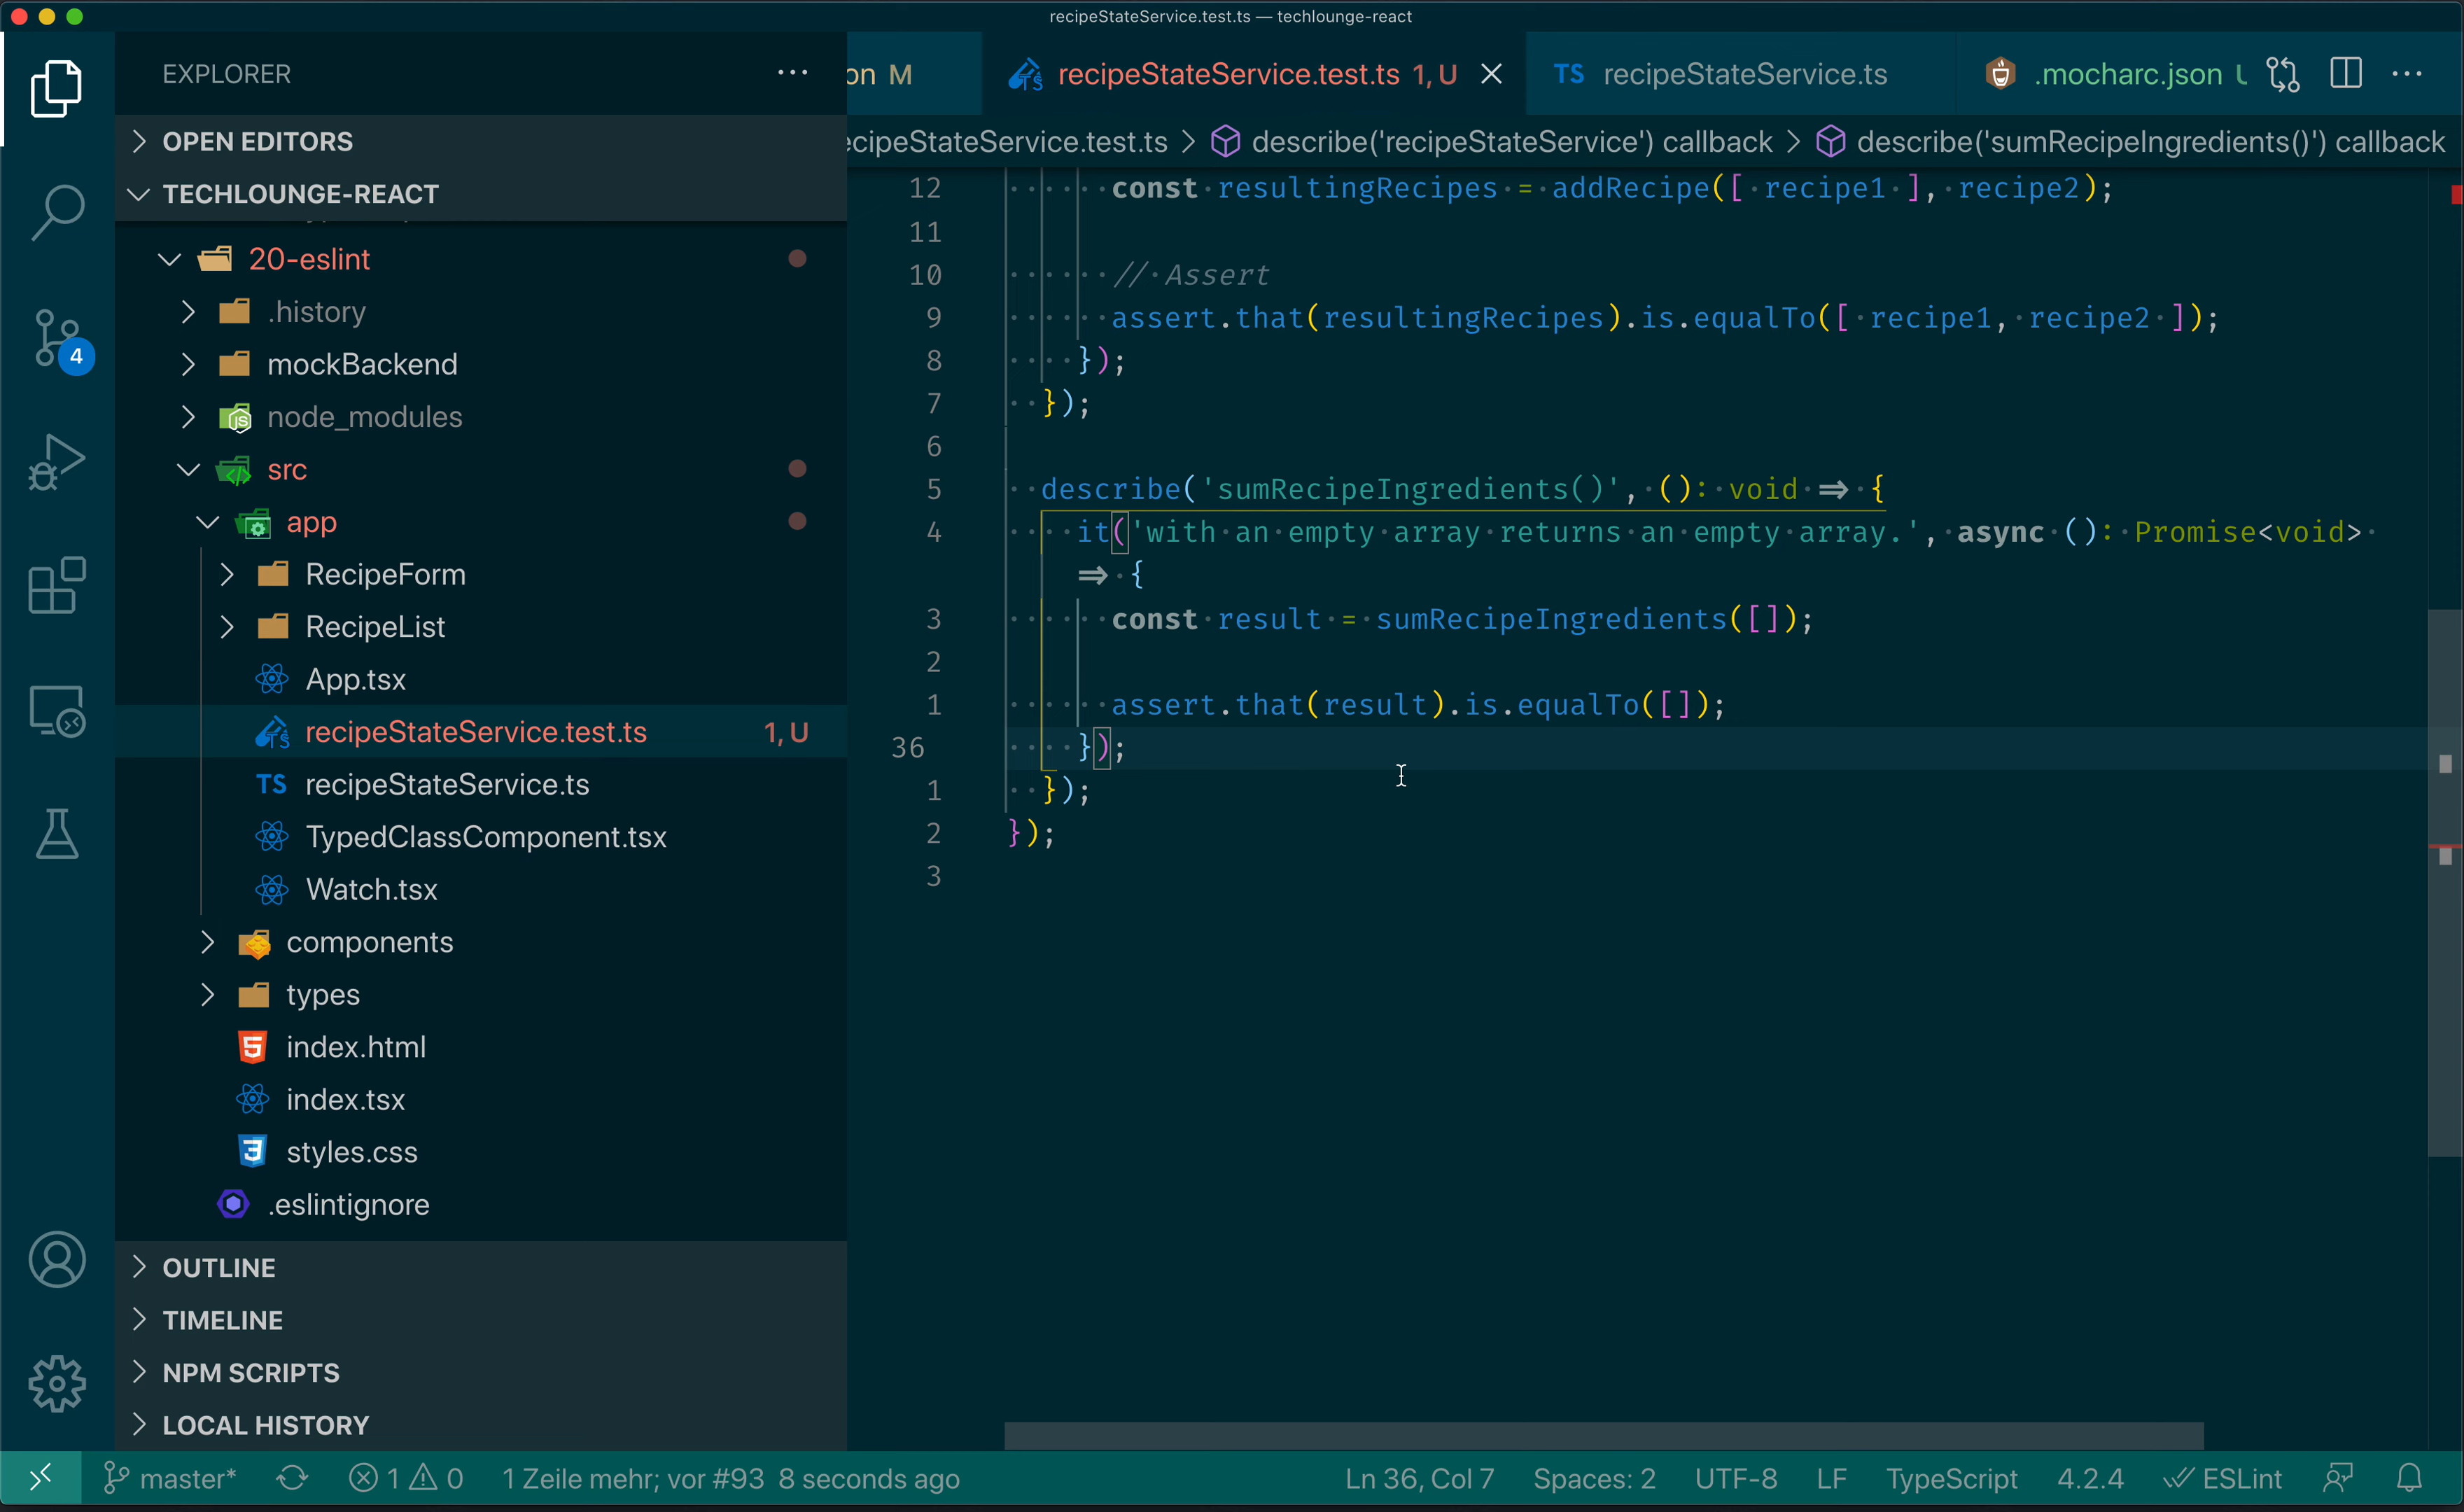 recipeStateService.test.ts — techlounge-react
EXPLORER
on M
recipeStateService.test.ts 1, U
TS recipeStateService.ts
.mocharc.json U
OPEN EDITORS
ecipeStateService.test.ts > describe('recipeStateService') callback > describe('sumRecipeIngredients()') callback
TECHLOUNGE-REACT
20-eslint
.history
mockBackend
node_modules
src
app
RecipeForm
RecipeList
App.tsx
recipeStateService.test.ts 1, U
TS recipeStateService.ts
TypedClassComponent.tsx
Watch.tsx
components
types
index.html
index.tsx
styles.css
.eslintignore
OUTLINE
TIMELINE
NPM SCRIPTS
LOCAL HISTORY
4
12 const resultingRecipes = addRecipe([ recipe1 ], recipe2);
11
10 // Assert
9 assert.that(resultingRecipes).is.equalTo([ recipe1, recipe2 ]);
8 });
7 });
6
5 describe('sumRecipeIngredients()', (): void ⇒ {
4 it('with an empty array returns an empty array.', async (): Promise<void>
⇒ {
3 const result = sumRecipeIngredients([]);
2
1 assert.that(result).is.equalTo([]);
36 });
1 });
2 });
3
master* 1 0 1 Zeile mehr; vor #93 8 seconds ago Ln 36, Col 7 Spaces: 2 UTF-8 LF TypeScript 4.2.4 ESLint